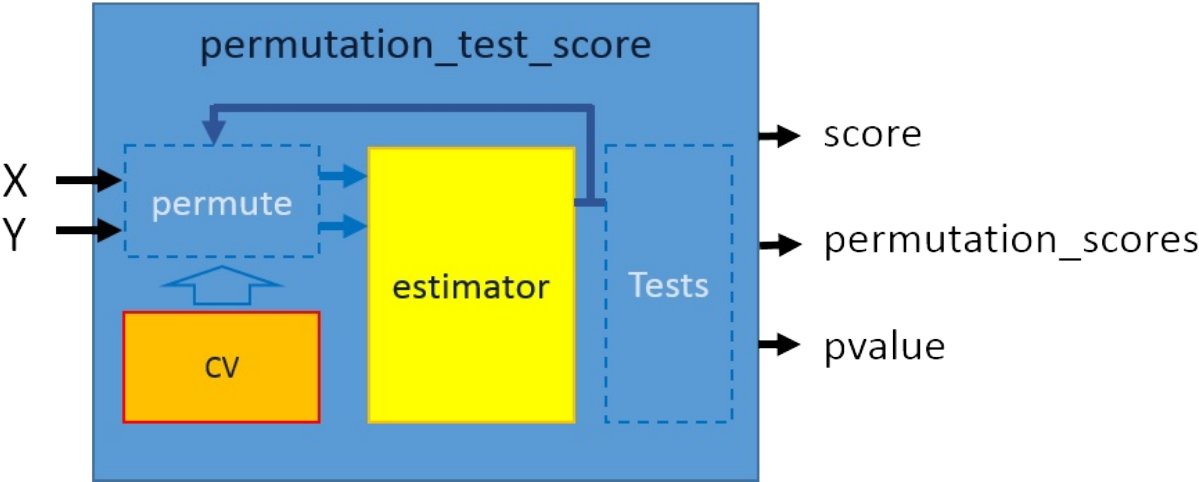 permutation_test_score
X
Y
permute
cv
estimator
Tests
score
permutation_scores
pvalue